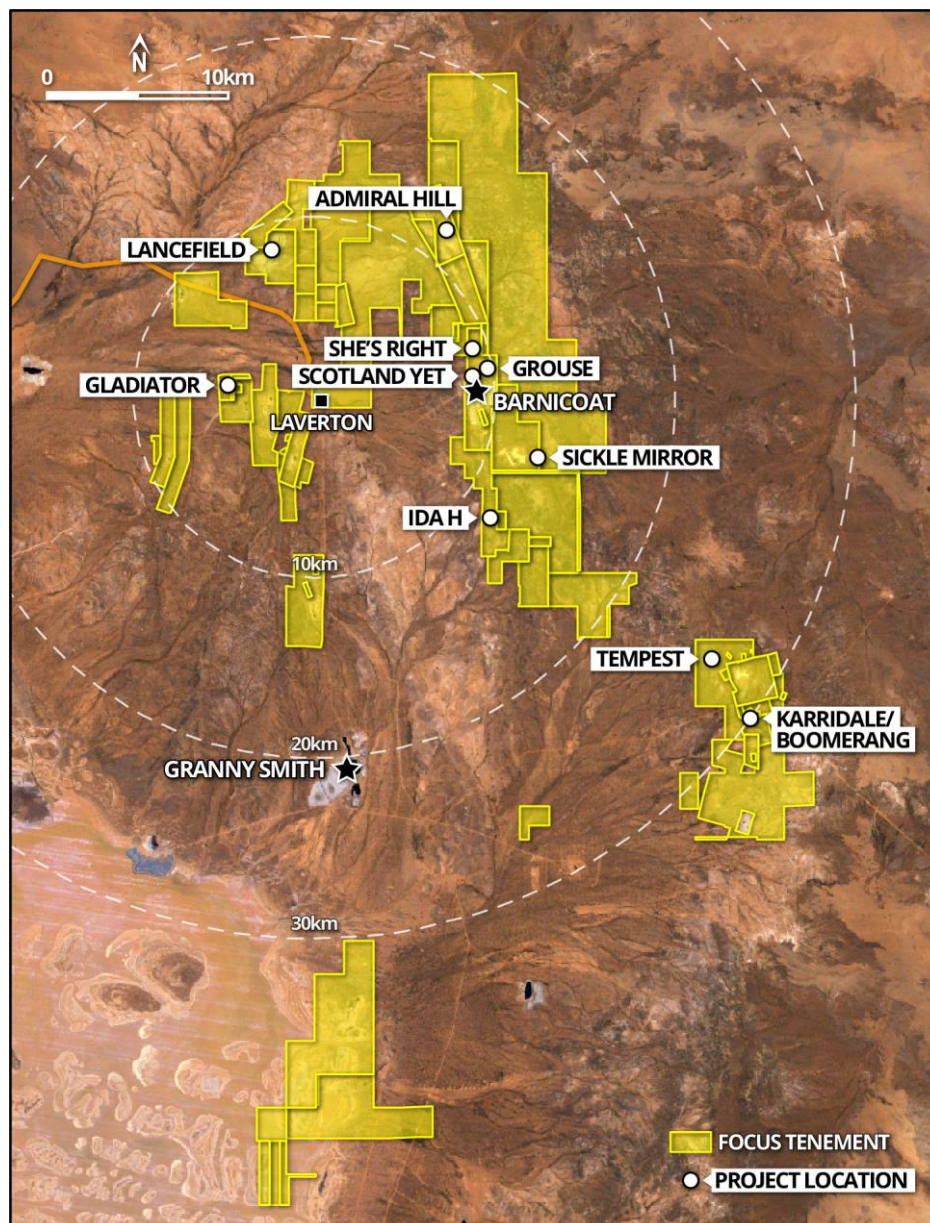 N
0 10km
ADMIRAL HILL
LANCEFIELD
SHE'S RIGHT
GROUSE
SCOTLAND YET
GLADIATOR
BARNICOAT
LAVERTON
SICKLE MIRROR
IDA H
10km
TEMPEST
KARRIDALE/
BOOMERANG
20km
GRANNY SMITH
30km
FOCUS TENEMENT
PROJECT LOCATION